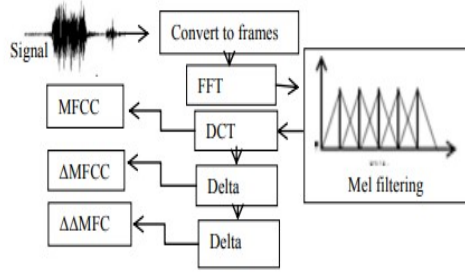 Signal
Convert to frames
FFT
MFCC
DCT
ΔMFCC
Delta
Mel filtering
ΔΔMFC
Delta